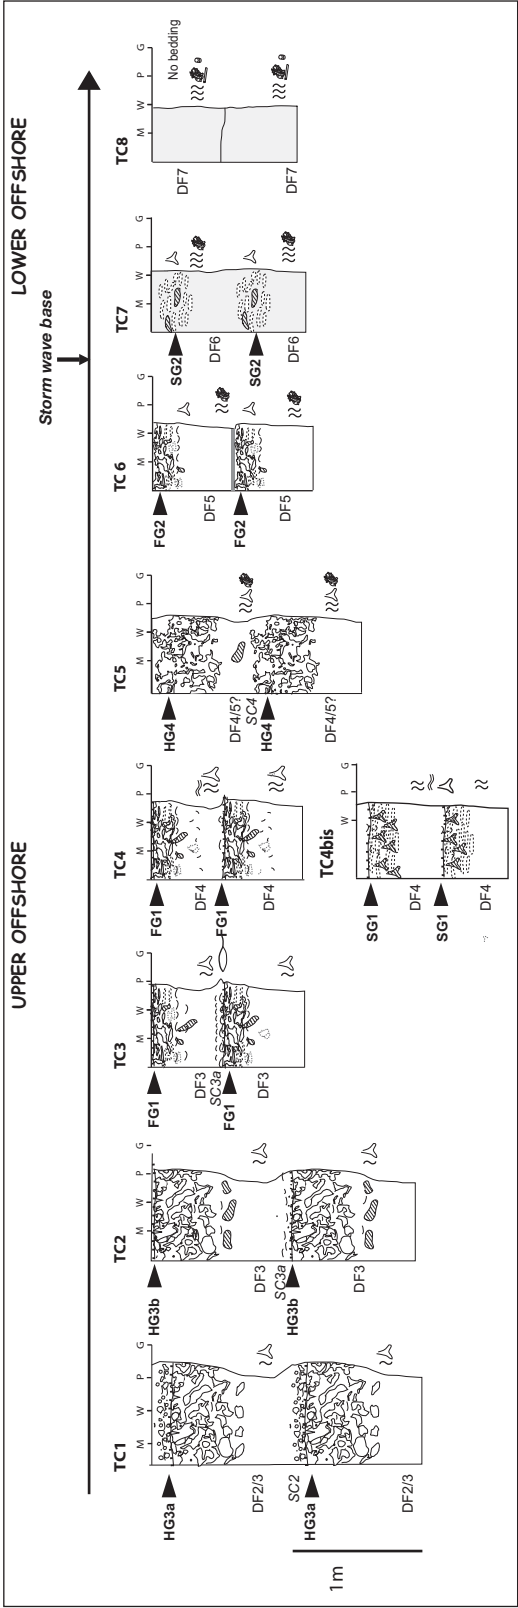 UPPER OFFSHORE
LOWER OFFSHORE
Storm wave base
TC1
M W P G
HG3a
DF2/3
SC2
HG3a
DF2/3
1m
TC2
M W P G
HG3b
DF3
SC3a
HG3b
DF3
TC3
M W P G
FG1
DF3
SC3a
FG1
DF3
TC4
M W P G
FG1
DF4
FG1
DF4
TC4bis
W P G
SG1
DF4
SG1
DF4
TC5
M W P G
HG4
DF4/5?
SC4
HG4
DF4/5?
TC 6
M W P G
FG2
DF5
FG2
DF5
TC7
M W P G
SG2
DF6
SG2
DF6
TC8
M W P G
No bedding
DF7
DF7